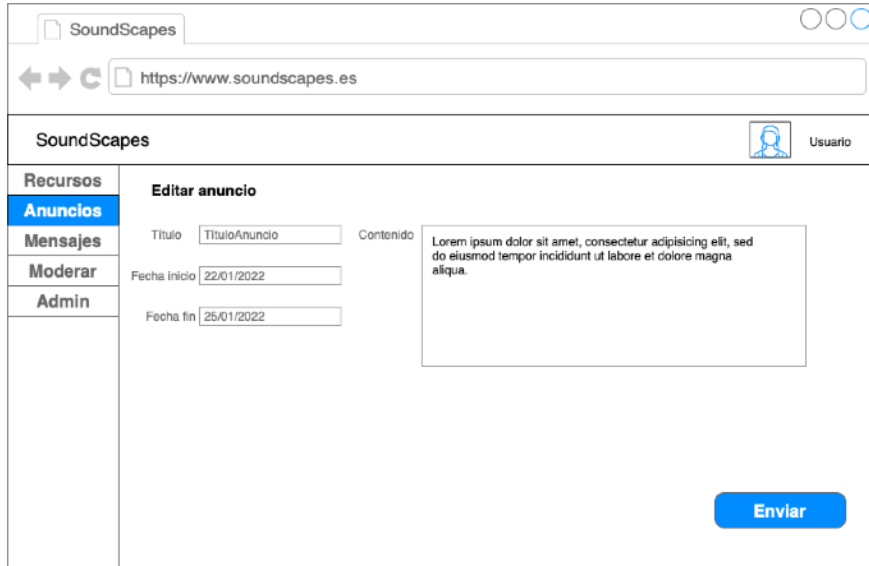 SoundScapes
https://www.soundscapes.es
SoundScapes
Usuario
Recursos
Anuncios
Mensajes
Moderar
Admin
Editar anuncio
Título
TítuloAnuncio
Fecha inicio
22/01/2022
Fecha fin
25/01/2022
Contenido
Lorem ipsum dolor sit amet, consectetur adipisicing elit, sed
do eiusmod tempor incididunt ut labore et dolore magna
aliqua.
Enviar